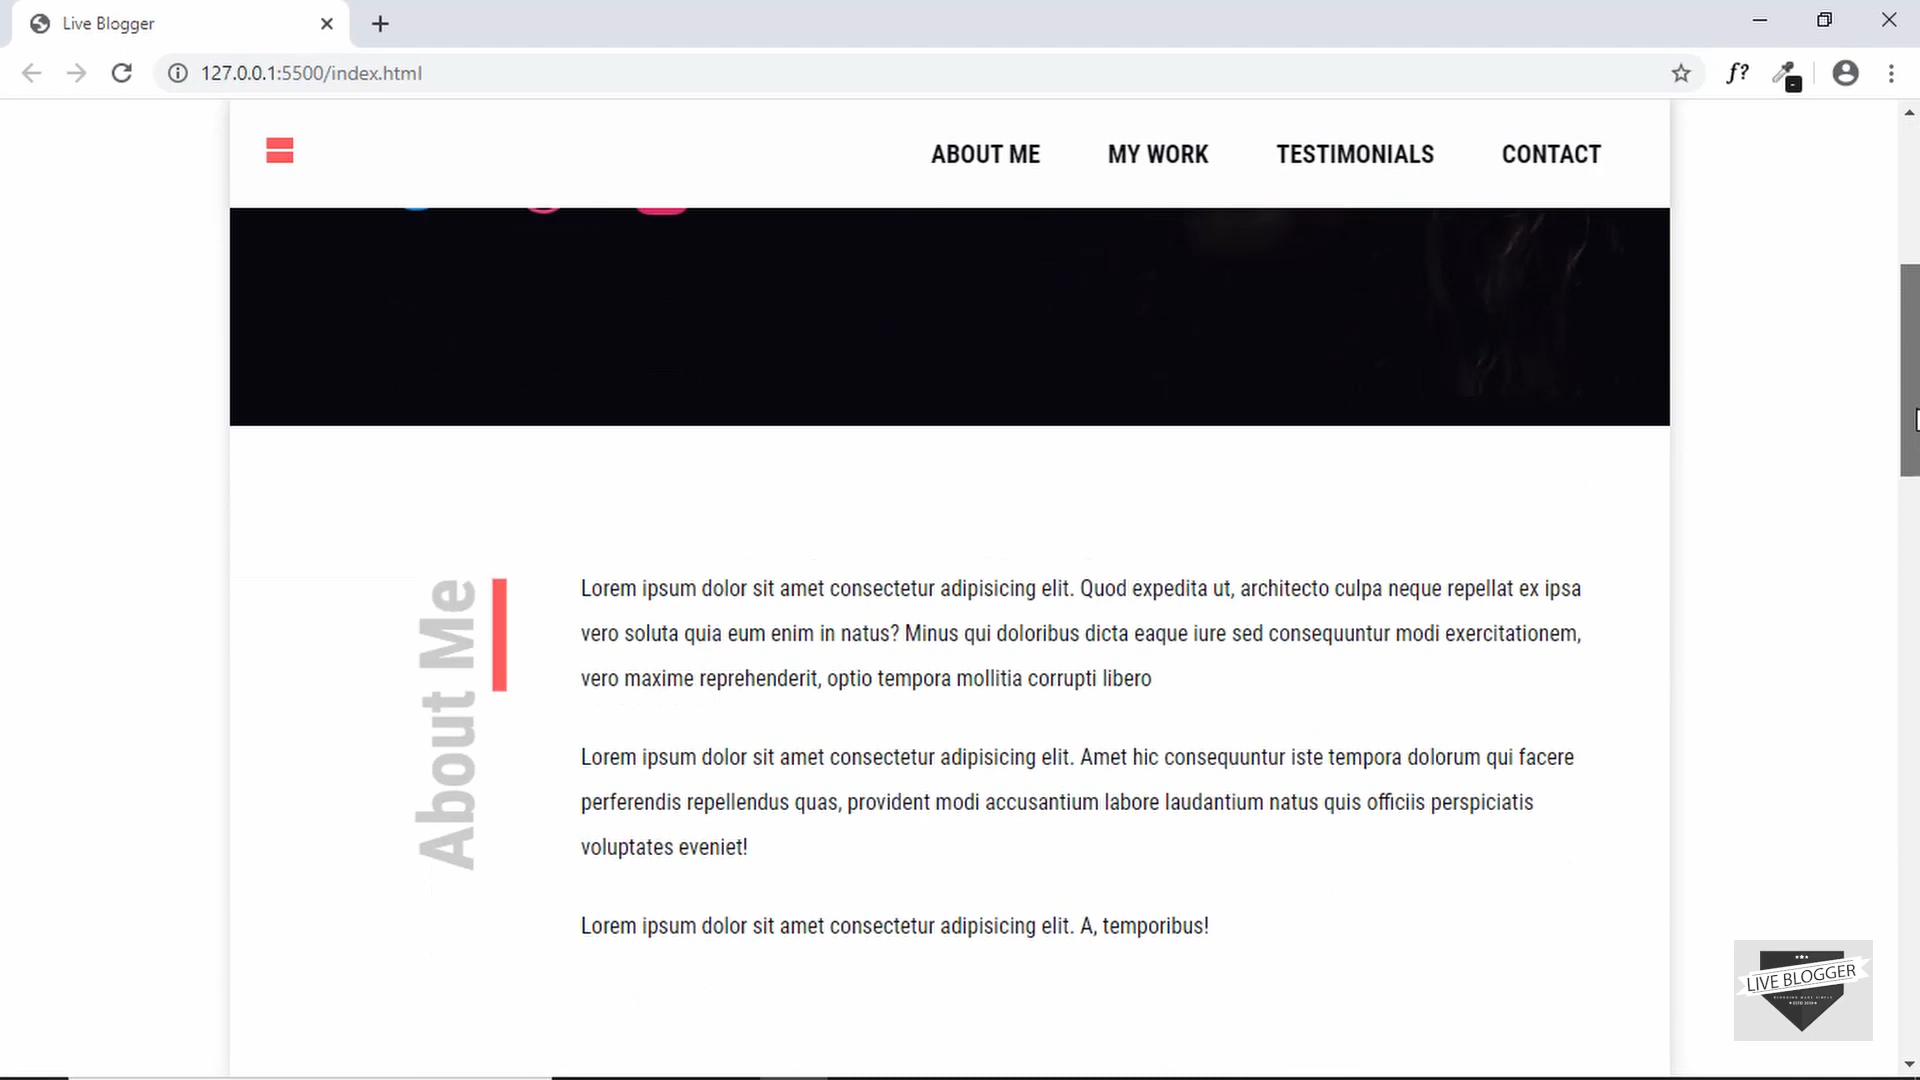 Live Blogger
127.0.0.1:5500/index.html
f?
ABOUT ME MY WORK TESTIMONIALS CONTACT
About Me
Lorem ipsum dolor sit amet consectetur adipisicing elit. Quod expedita ut, architecto culpa neque repellat ex ipsa
vero soluta quia eum enim in natus? Minus qui doloribus dicta eaque iure sed consequuntur modi exercitationem,
vero maxime reprehenderit, optio tempora mollitia corrupti libero
Lorem ipsum dolor sit amet consectetur adipisicing elit. Amet hic consequuntur iste tempora dolorum qui facere
perferendis repellendus quas, provident modi accusantium labore laudantium natus quis officiis perspiciatis
voluptates eveniet!
Lorem ipsum dolor sit amet consectetur adipisicing elit. A, temporibus!
LIVE BLOGGER